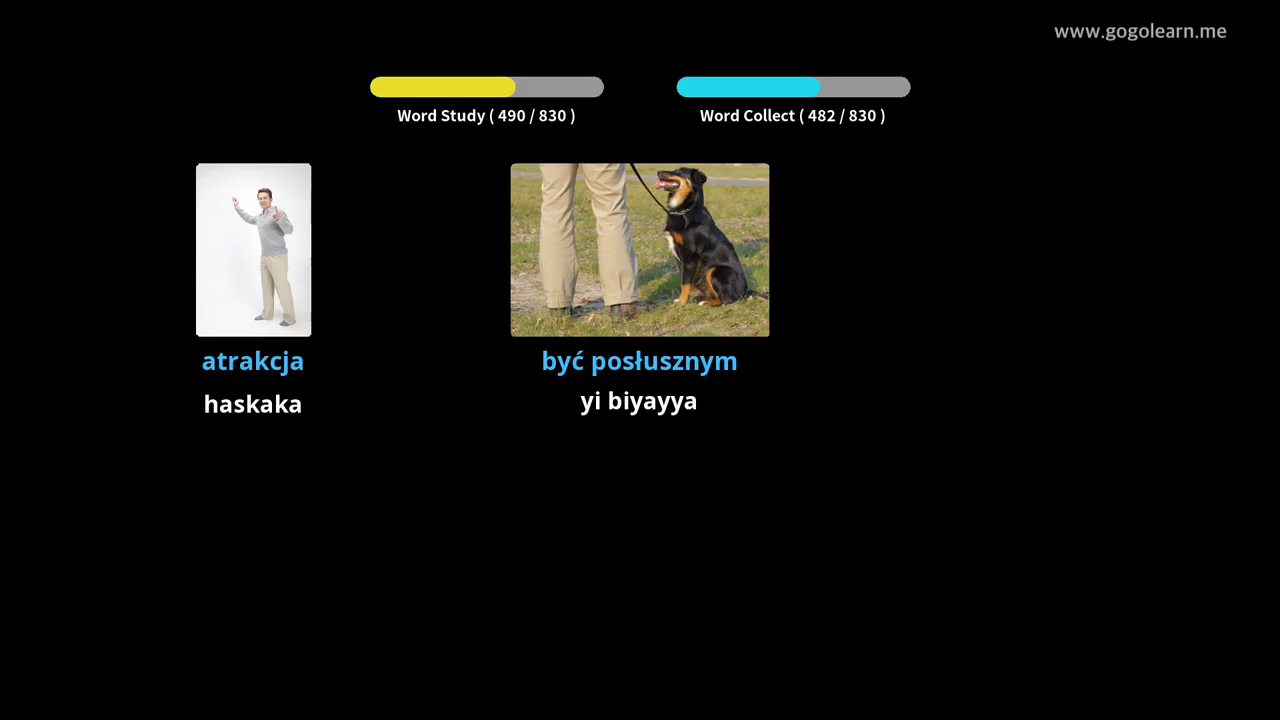 www.gogolearn.me
Word Study ( 490 / 830 )
Word Collect ( 482 / 830 )
atrakcja
haskaka
być posłusznym
yi biyayya